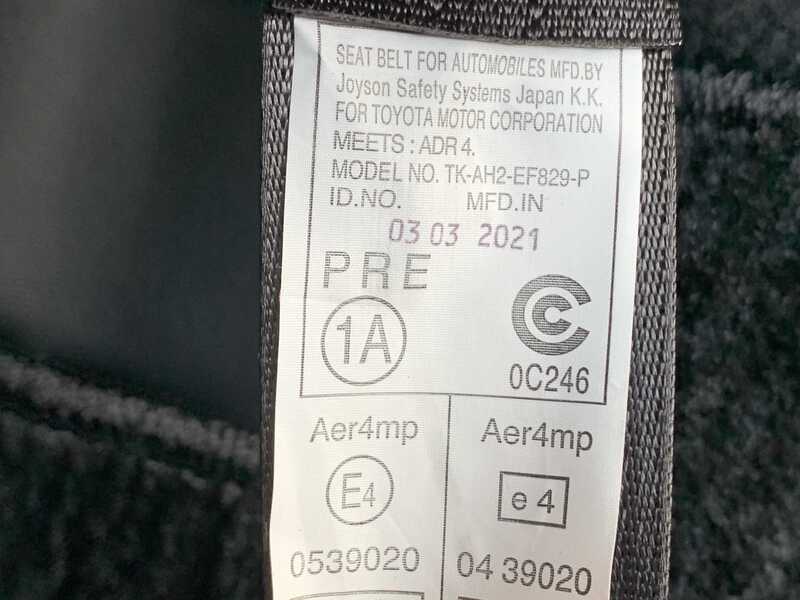 SEAT BELT FOR AUTOMOBILES MFD.BY
Joyson Safety Systems Japan K.K.
FOR TOYOTA MOTOR CORPORATION
MEETS : ADR 4.
MODEL NO. TK-AH2-EF829-P
ID.NO. MFD.IN
03 03 2021
PRE
1A
CCC
0C246
Aer4mp Aer4mp
E4 e 4
0539020 04 39020